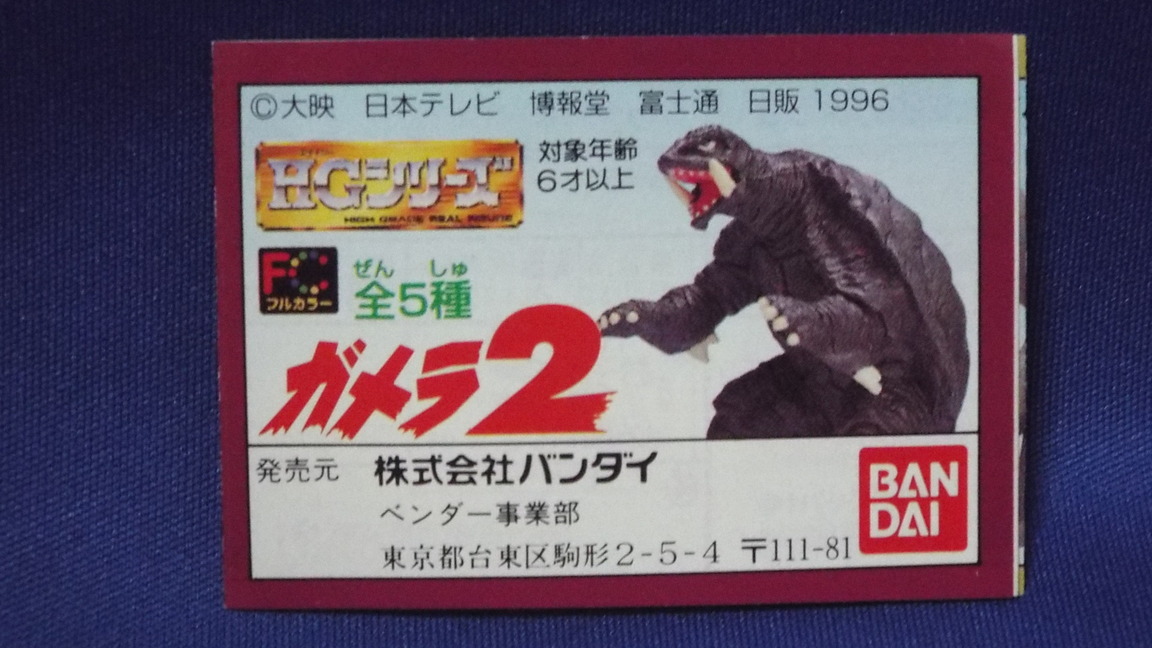 ©大映 日本テレビ 博報堂 富士通 日販 1996
HGシリーズ
HIGH GRADE REAL FIGURE
対象年齢
6才以上
FC
フルカラー
ぜん しゅ
全5種
ガメラ2
発売元 株式会社バンダイ
ベンダー事業部
東京都台東区駒形2-5-4 〒111-81
BAN
DAI